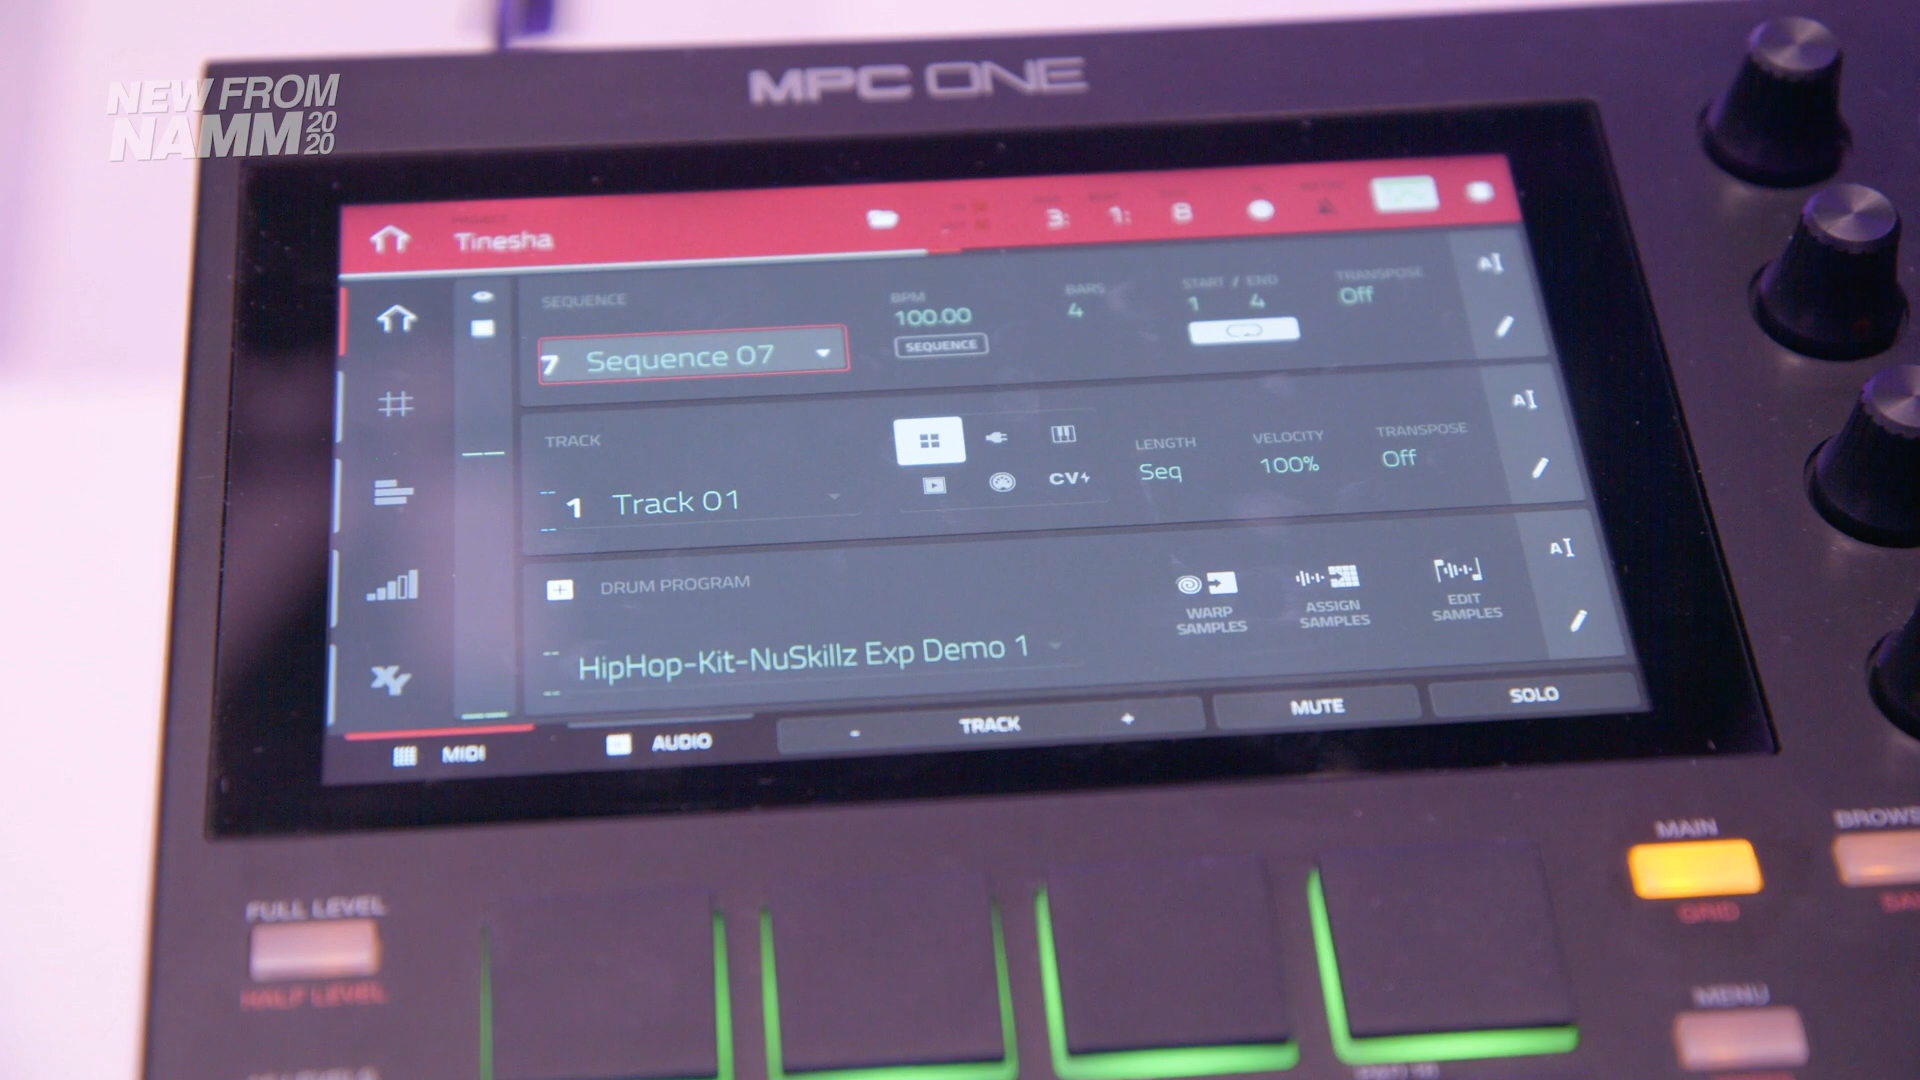 NEW FROM
NAMM 20
20
MPC ONE
Tinesha
3: 1: 8
SEQUENCE
7 Sequence 07
BPM
100.00
SEQUENCE
BARS
4
START / END
1 4
TRANSPOSE
Off
TRACK
1 Track 01
CV
LENGTH
Seq
VELOCITY
100%
TRANSPOSE
Off
DRUM PROGRAM
HipHop-Kit-NuSkillz Exp Demo 1
WARP
SAMPLES
ASSIGN
SAMPLES
EDIT
SAMPLES
XY
MIDI
AUDIO
- TRACK +
MUTE
SOLO
MAIN
GRID
FULL LEVEL
HALF LEVEL
MENU